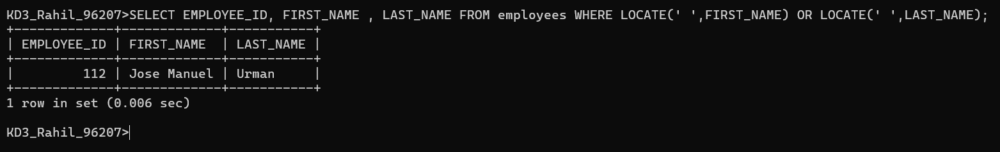 KD3_Rahil_96207>SELECT EMPLOYEE_ID, FIRST_NAME , LAST_NAME FROM employees WHERE LOCATE(' ',FIRST_NAME) OR LOCATE(' ',LAST_NAME);
+-------------+-------------+-----------+
| EMPLOYEE_ID | FIRST_NAME  | LAST_NAME |
+-------------+-------------+-----------+
|         112 | Jose Manuel | Urman     |
+-------------+-------------+-----------+
1 row in set (0.006 sec)
KD3_Rahil_96207>